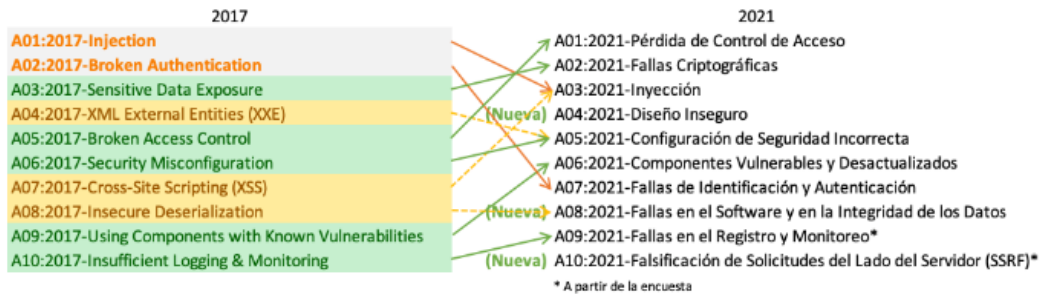 2017
A01:2017-Injection
A02:2017-Broken Authentication
A03:2017-Sensitive Data Exposure
A04:2017-XML External Entities (XXE)
A05:2017-Broken Access Control
A06:2017-Security Misconfiguration
A07:2017-Cross-Site Scripting (XSS)
A08:2017-Insecure Deserialization
A09:2017-Using Components with Known Vulnerabilities
A10:2017-Insufficient Logging & Monitoring
2021
A01:2021-Pérdida de Control de Acceso
A02:2021-Fallas Criptográficas
A03:2021-Inyección
(Nueva) A04:2021-Diseño Inseguro
A05:2021-Configuración de Seguridad Incorrecta
A06:2021-Componentes Vulnerables y Desactualizados
A07:2021-Fallas de Identificación y Autenticación
(Nueva) A08:2021-Fallas en el Software y en la Integridad de los Datos
A09:2021-Fallas en el Registro y Monitoreo*
(Nueva) A10:2021-Falsificación de Solicitudes del Lado del Servidor (SSRF)*
* A partir de la encuesta